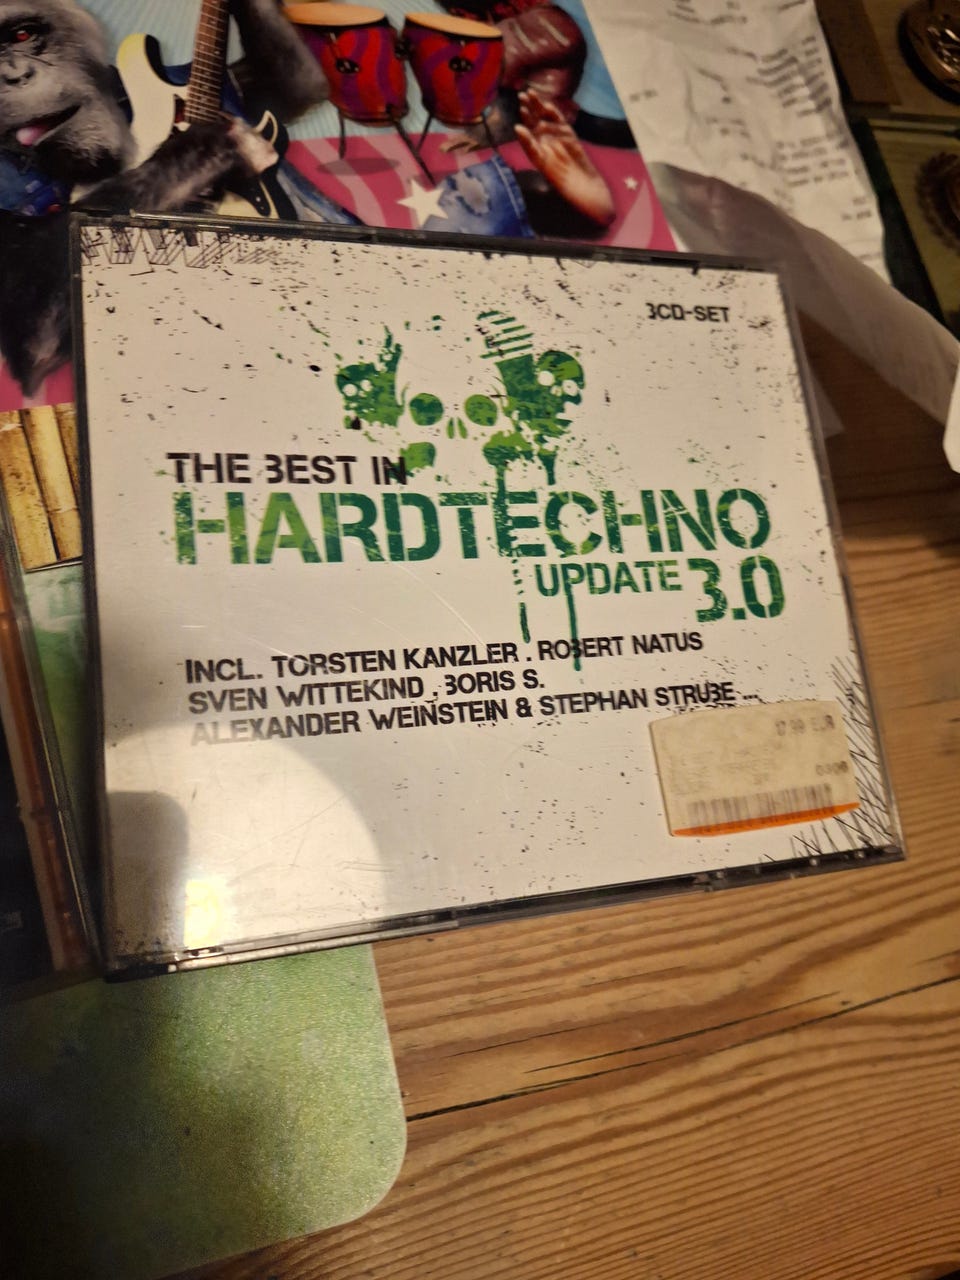 3CD-SET
THE BEST IN
HARDTECHNO
UPDATE 3.0
INCL. TORSTEN KANZLER . ROBERT NATUS
SVEN WITTEKIND . BORIS S.
ALEXANDER WEINSTEIN & STEPHAN STRUBE ...
EUR